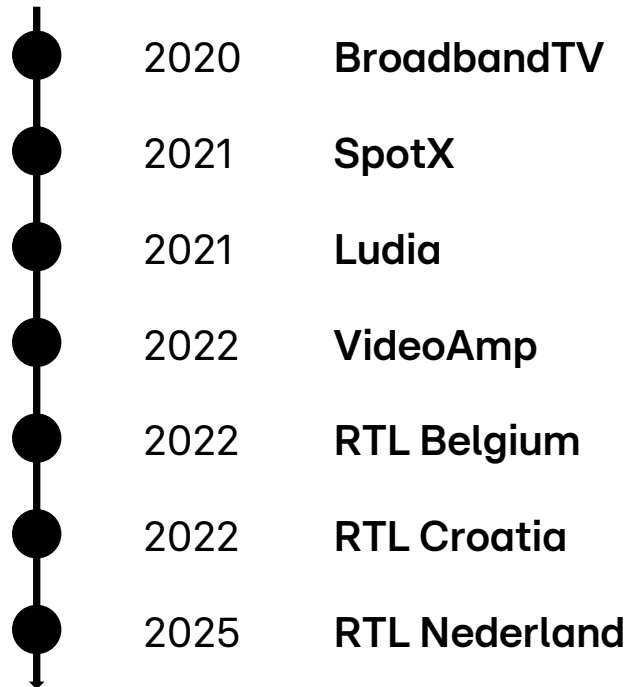 2020 BroadbandTV
2021 SpotX
2021 Ludia
2022 VideoAmp
2022 RTL Belgium
2022 RTL Croatia
2025 RTL Nederland